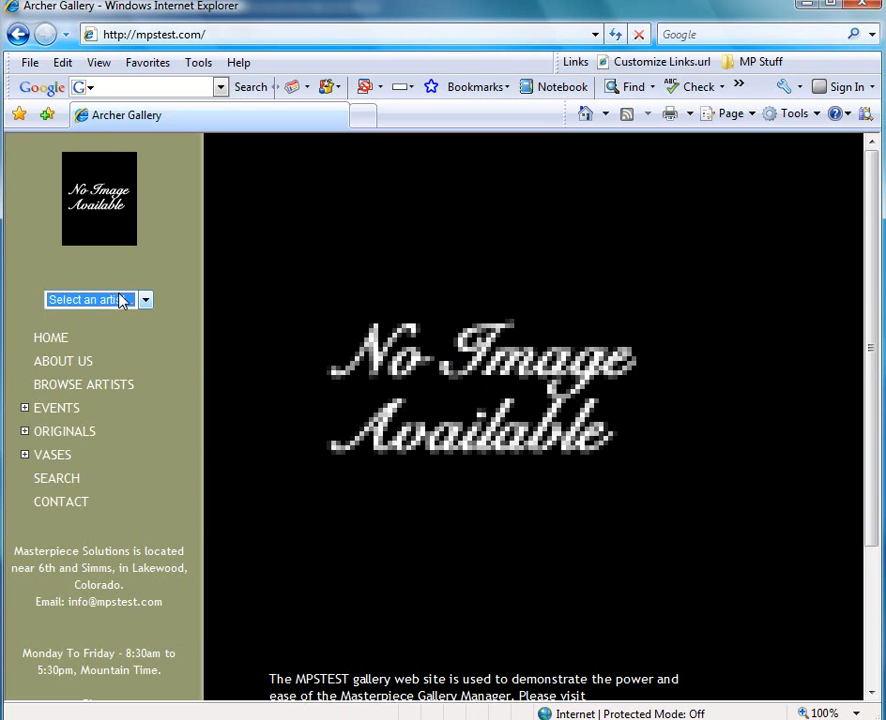 Archer Gallery - Windows Internet Explorer
http://mpstest.com/
Google
File Edit View Favorites Tools Help
Links Customize Links.url MP Stuff
Google G Search Bookmarks Notebook Find ABC Check Sign In
Archer Gallery
Page Tools
No Image
Available
Select an artis
HOME
ABOUT US
BROWSE ARTISTS
EVENTS
ORIGINALS
VASES
SEARCH
CONTACT
Masterpiece Solutions is located
near 6th and Simms, in Lakewood,
Colorado.
Email: info@mpstest.com
Monday To Friday - 8:30am to
5:30pm, Mountain Time.
No Image
Available
The MPSTEST gallery web site is used to demonstrate the power and
ease of the Masterpiece Gallery Manager. Please visit
Internet | Protected Mode: Off
100%